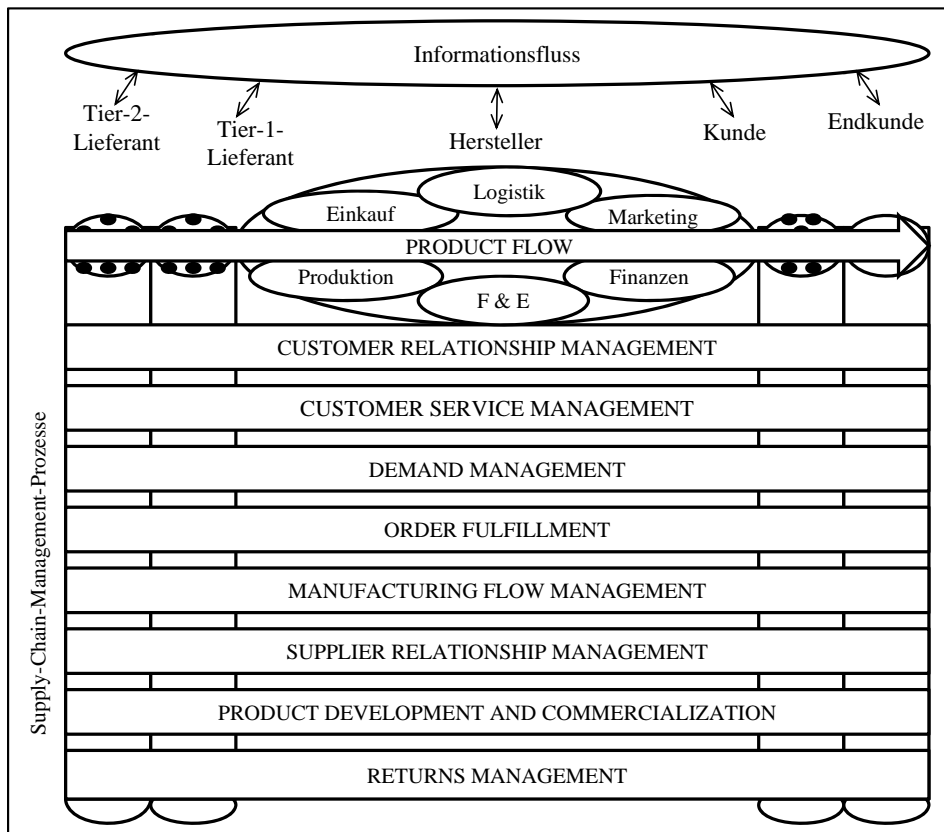 Informationsfluss
Tier-2-
Lieferant
Tier-1-
Lieferant
Hersteller
Kunde
Endkunde
Logistik
Einkauf
Marketing
PRODUCT FLOW
Produktion
Finanzen
F & E
CUSTOMER RELATIONSHIP MANAGEMENT
CUSTOMER SERVICE MANAGEMENT
DEMAND MANAGEMENT
ORDER FULFILLMENT
MANUFACTURING FLOW MANAGEMENT
SUPPLIER RELATIONSHIP MANAGEMENT
PRODUCT DEVELOPMENT AND COMMERCIALIZATION
RETURNS MANAGEMENT
Supply-Chain-Management-Prozesse